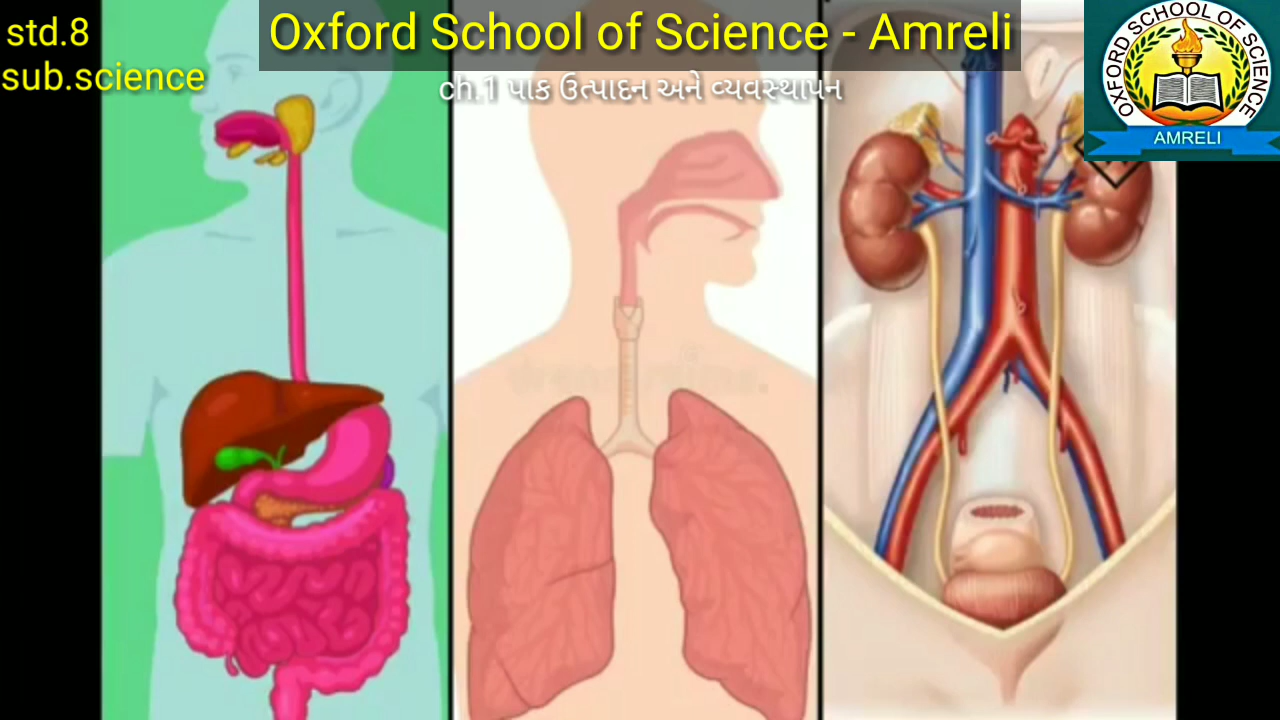 std.8
sub.science
Oxford School of Science - Amreli
ch.1 પાક ઉત્પાદન અને વ્યવસ્થાપન
OXFORD SCHOOL OF SCIENCE
AMRELI